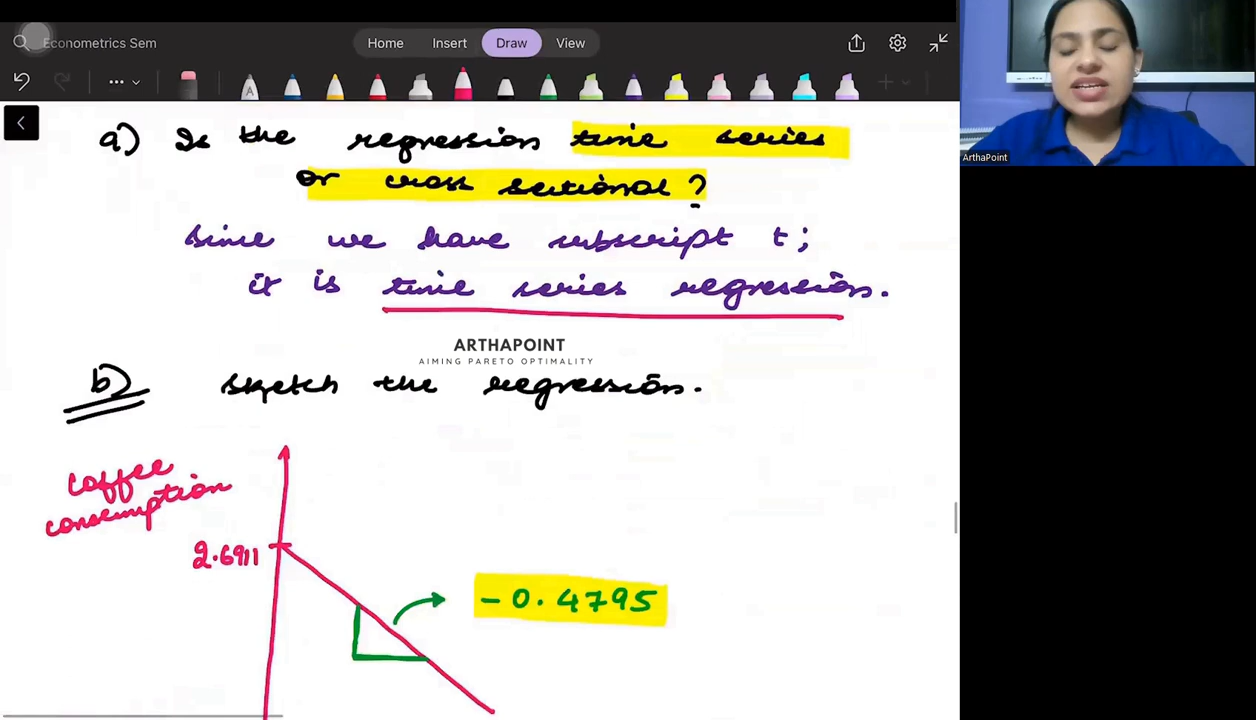 Econometrics Sem
Home Insert Draw View
A
a) Is the regression time series
or cross sectional ?
since we have subscript t;
it is time series regression.
ARTHAPOINT
AIMING PARETO OPTIMALITY
b) sketch the regression.
coffee
consumption
2.6911
- 0.4795
ArthaPoint